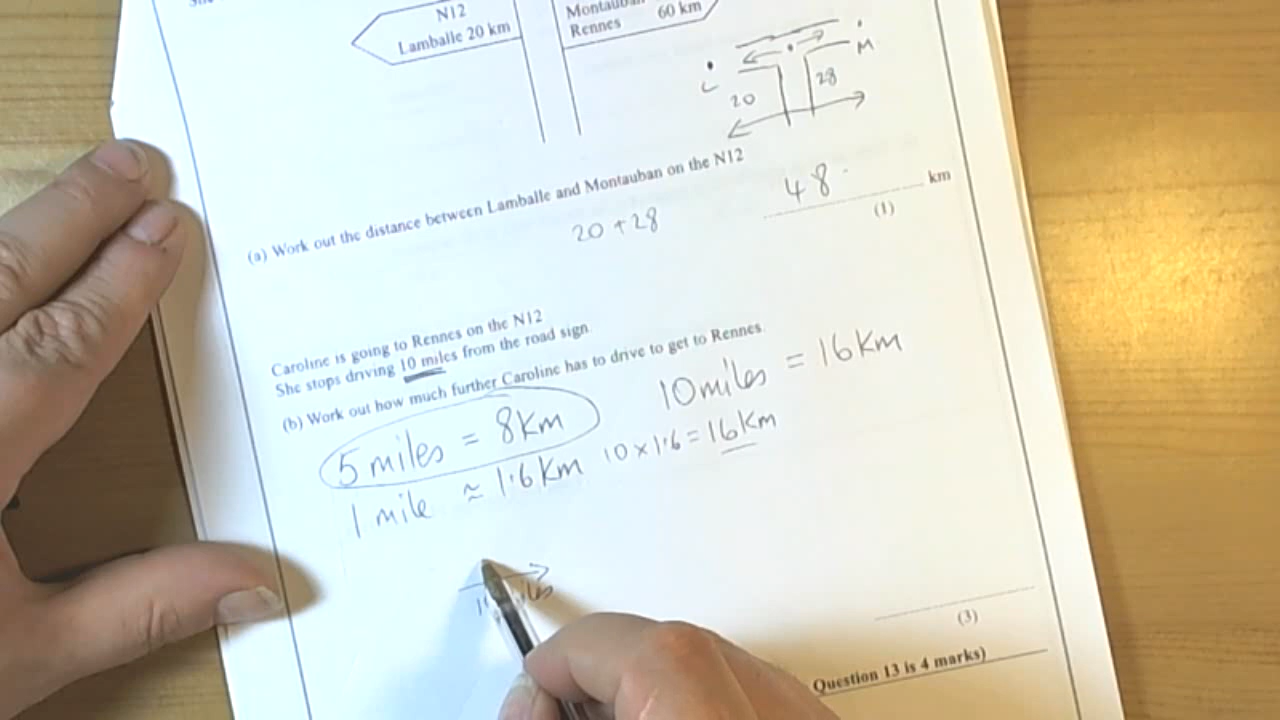 N12
Lamballe 20 km
Montauban
Rennes 60 km
L
M
20
28
(a) Work out the distance between Lamballe and Montauban on the N12
20 + 28
48 km
(1)
Caroline is going to Rennes on the N12
She stops driving 10 miles from the road sign.
(b) Work out how much further Caroline has to drive to get to Rennes.
5 miles = 8km
10 miles = 16 Km
1 mile ≈ 1.6 Km
10 × 1.6 = 16 Km
(3)
Question 13 is 4 marks)